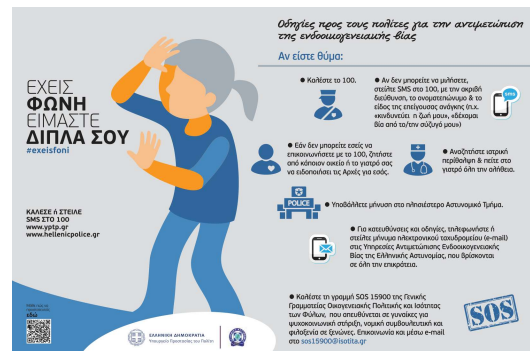 Οδηγίες προς τους πολίτες για την αντιμετώπιση
της ενδοοικογενειακής βίας
Αν είστε θύμα:
ΕΧΕΙΣ
ΦΩΝΗ
ΕΙΜΑΣΤΕ
ΔΙΠΛΑ ΣΟΥ
#exeisfoni
ΚΑΛΕΣΕ ή ΣΤΕΙΛΕ
SMS ΣΤΟ 100
www.yptp.gr
www.hellenicpolice.gr
● Καλέστε το 100.
● Αν δεν μπορείτε να μιλήσετε,
στείλτε SMS στο 100, με την ακριβή
διεύθυνση, το ονοματεπώνυμο & το
είδος της επείγουσας ανάγκης (π.χ.
«κινδυνεύει η ζωή μου», «δέχομαι
βία από το/την σύζυγό μου»)
SMS
● Εάν δεν μπορείτε εσείς να
επικοινωνήσετε με το 100, ζητήστε
από κάποιον οικείο ή το γιατρό σας
να ειδοποιήσει τις Αρχές για εσάς.
● Αναζητήστε ιατρική
περίθαλψη & πείτε στο
γιατρό όλη την αλήθεια.
POLICE
● Υποβάλλετε μήνυση στο πλησιέστερο Αστυνομικό Τμήμα.
● Για κατευθύνσεις και οδηγίες, τηλεφωνήστε ή
στείλτε μήνυμα ηλεκτρονικού ταχυδρομείου (e-mail)
στις Υπηρεσίες Αντιμετώπισης Ενδοοικογενειακής
Βίας της Ελληνικής Αστυνομίας, που βρίσκονται
σε όλη την επικράτεια.
● Καλέστε τη γραμμή SOS 15900 της Γενικής
Γραμματείας Οικογενειακής Πολιτικής και Ισότητας
των Φύλων, που απευθύνεται σε γυναίκες για
ψυχοκοινωνική στήριξη, νομική συμβουλευτική και
φιλοξενία σε ξενώνες. Επικοινωνία και μέσω e-mail
στο sos15900@isotita.gr
SOS
εδώ
ΕΛΛΗΝΙΚΗ ΔΗΜΟΚΡΑΤΙΑ
Υπουργείο Προστασίας του Πολίτη